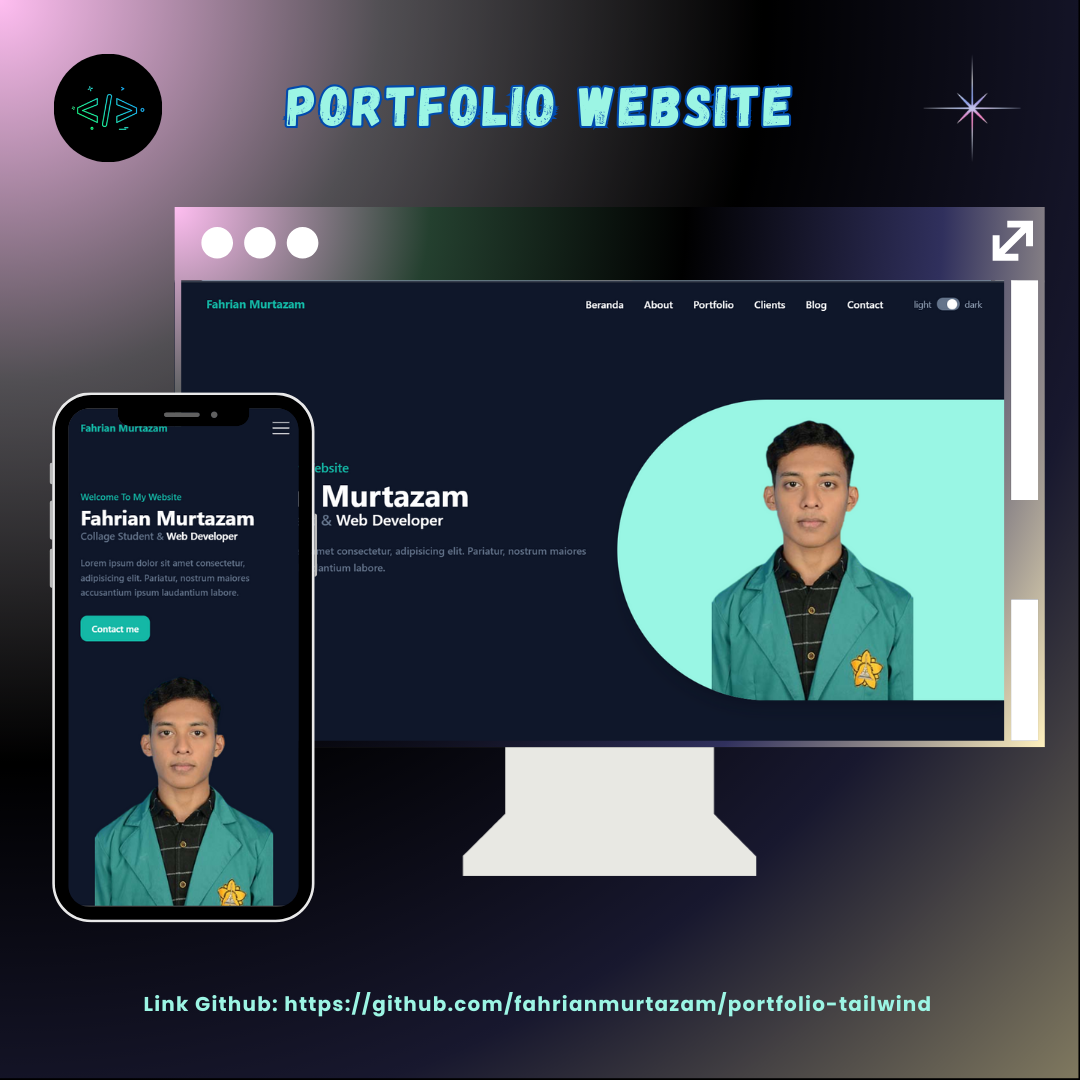 </>
PORTFOLIO WEBSITE
Fahrian Murtazam
Beranda About Portfolio Clients Blog Contact light dark
ebsite
Murtazam
& Web Developer
met consectetur, adipisicing elit. Pariatur, nostrum maiores
antium labore.
Fahrian Murtazam
Welcome To My Website
Fahrian Murtazam
Collage Student & Web Developer
Lorem ipsum dolor sit amet consectetur,
adipisicing elit. Pariatur, nostrum maiores
accusantium ipsum laudantium labore.
Contact me
Link Github: https://github.com/fahrianmurtazam/portfolio-tailwind